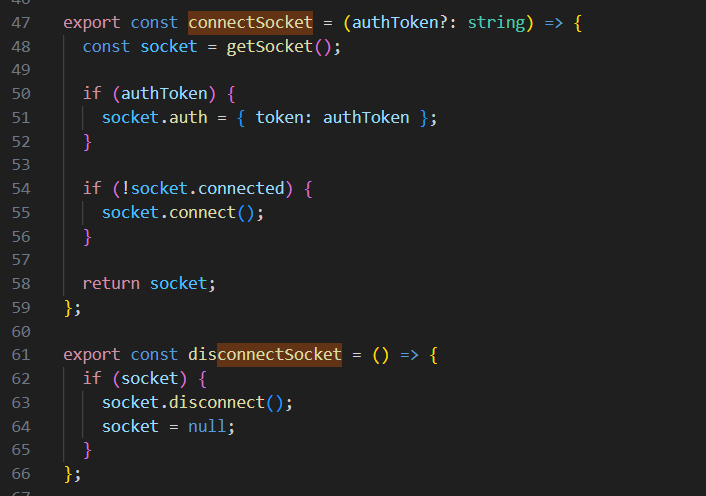 47 export const connectSocket = (authToken?: string) => {
48   const socket = getSocket();
49
50   if (authToken) {
51     socket.auth = { token: authToken };
52   }
53
54   if (!socket.connected) {
55     socket.connect();
56   }
57
58   return socket;
59 };
60
61 export const disconnectSocket = () => {
62   if (socket) {
63     socket.disconnect();
64     socket = null;
65   }
66 };